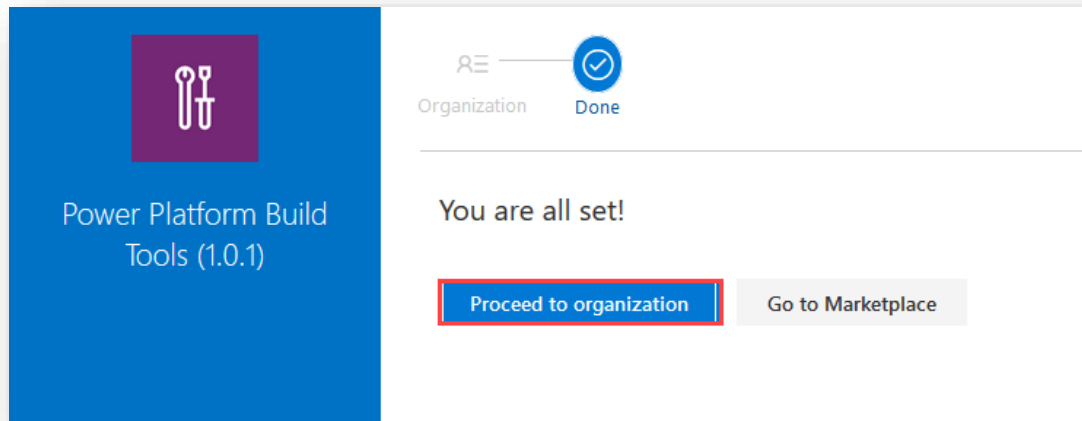 Power Platform Build
Tools (1.0.1)
Organization
Done
You are all set!
Proceed to organization
Go to Marketplace